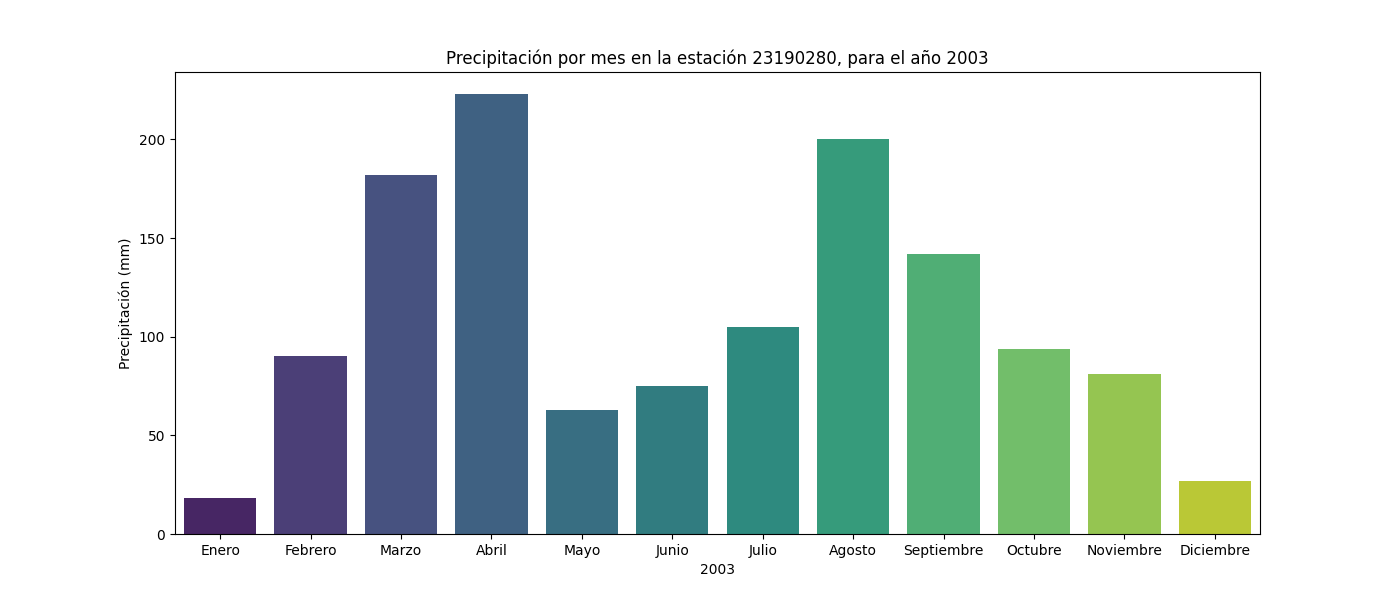 Precipitación por mes en la estación 23190280, para el año 2003
Precipitación (mm)
200
150
100
50
0
Enero Febrero Marzo Abril Mayo Junio Julio Agosto Septiembre Octubre Noviembre Diciembre
2003